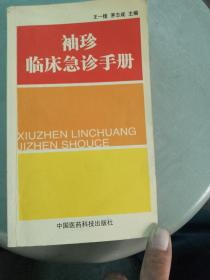 王一镗 茅志成 主编
袖珍
临床急诊手册
XIUZHEN LINCHUANG
JIZHEN SHOUCE
中国医药科技出版社